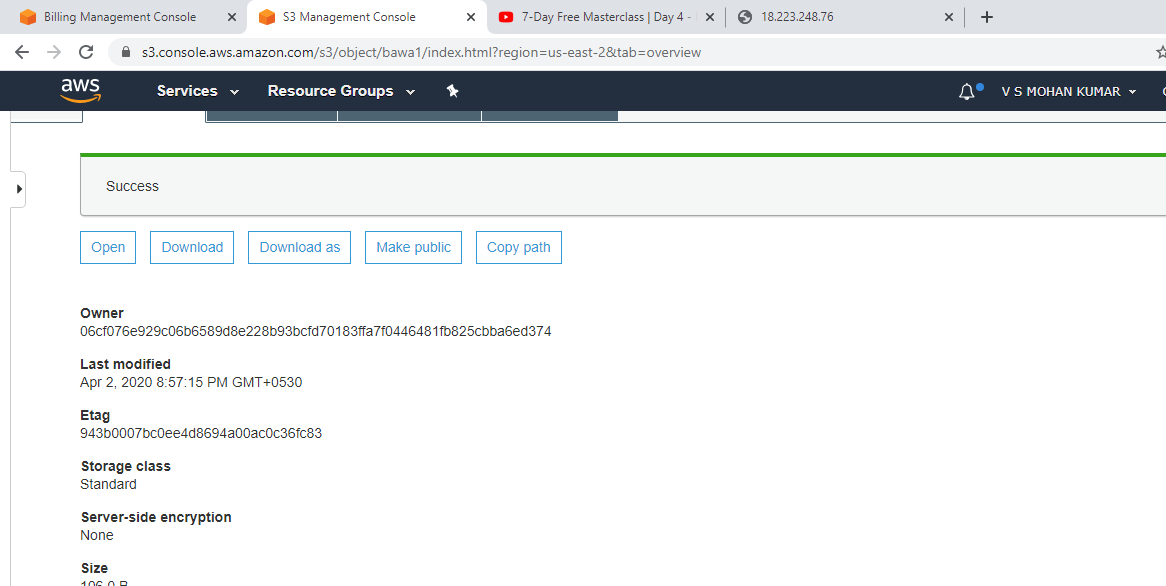 Billing Management Console
S3 Management Console
7-Day Free Masterclass | Day 4 -
18.223.248.76
s3.console.aws.amazon.com/s3/object/bawa1/index.html?region=us-east-2&tab=overview
aws Services Resource Groups V S MOHAN KUMAR
Success
Open Download Download as Make public Copy path
Owner
06cf076e929c06b6589d8e228b93bcfd70183ffa7f0446481fb825cbba6ed374
Last modified
Apr 2, 2020 8:57:15 PM GMT+0530
Etag
943b0007bc0ee4d8694a00ac0c36fc83
Storage class
Standard
Server-side encryption
None
Size
106.0 B